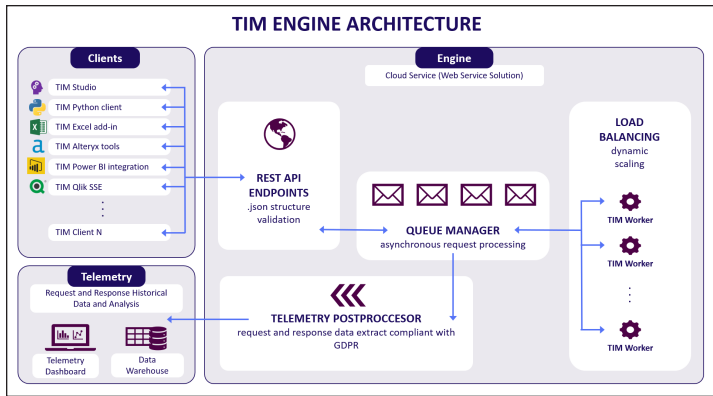 TIM ENGINE ARCHITECTURE
Clients
TIM Studio
TIM Python client
TIM Excel add-in
TIM Alteryx tools
TIM Power BI integration
TIM Qlik SSE
TIM Client N
Telemetry
Request and Response Historical
Data and Analysis
Telemetry
Dashboard
Data
Warehouse
Engine
Cloud Service (Web Service Solution)
REST API
ENDPOINTS
.json structure
validation
QUEUE MANAGER
asynchronous request processing
TELEMETRY POSTPROCCESOR
request and response data extract compliant with
GDPR
LOAD
BALANCING
dynamic
scaling
TIM Worker
TIM Worker
TIM Worker